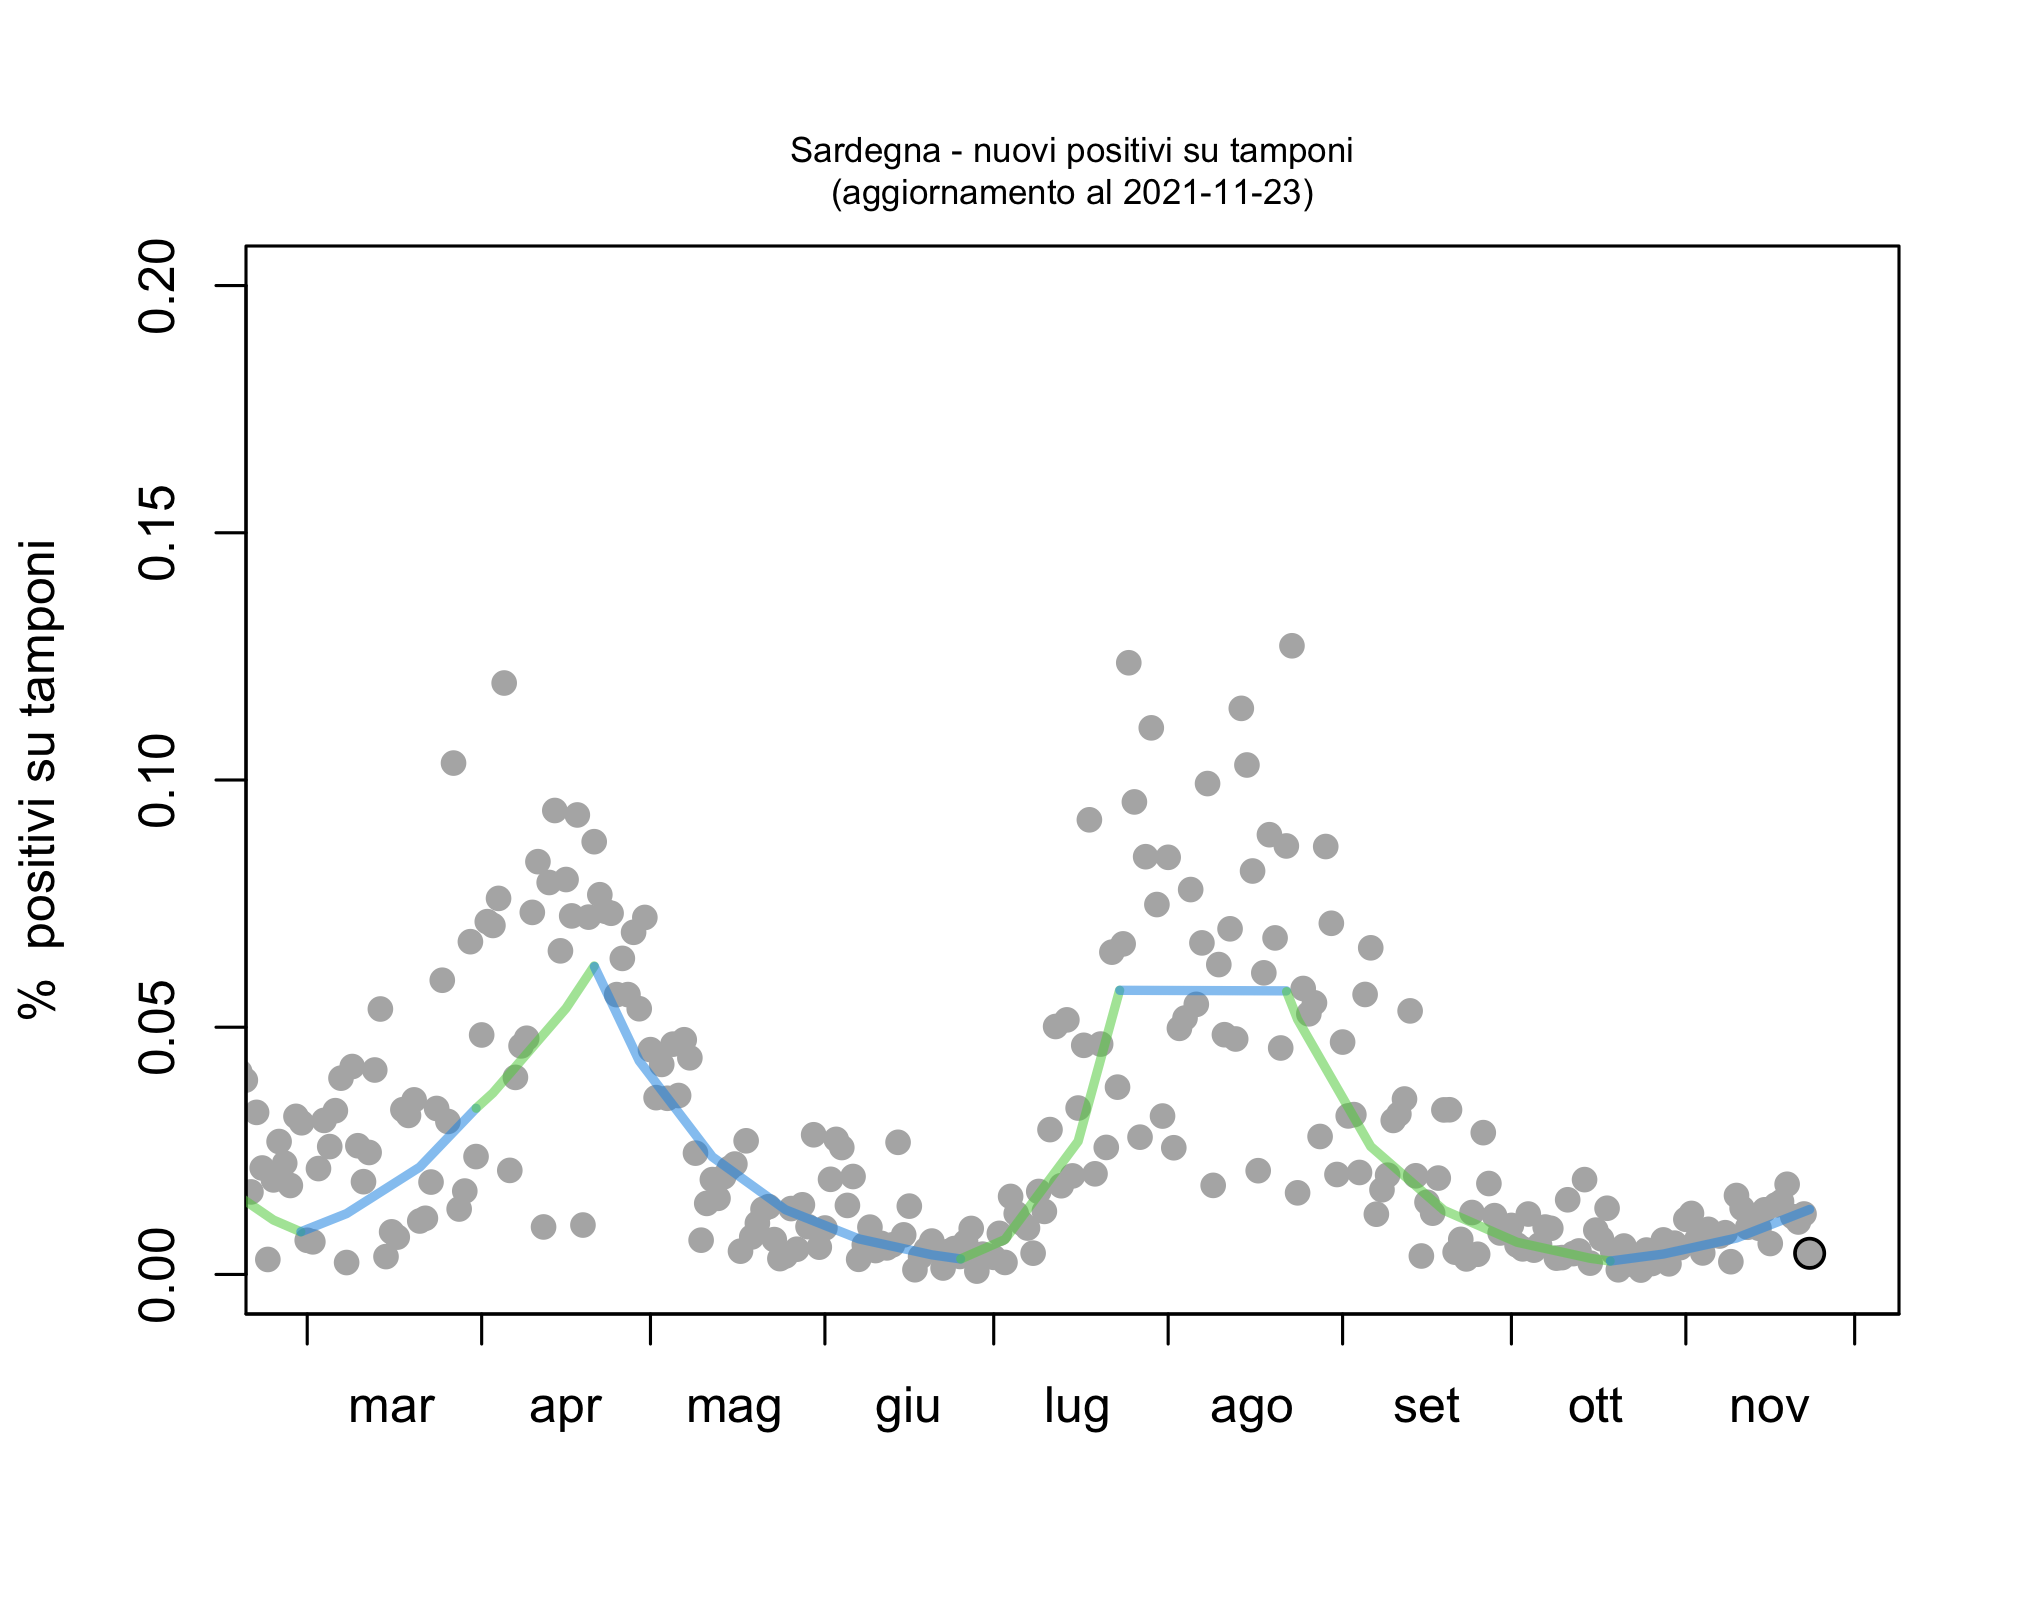 Sardegna - nuovi positivi su tamponi
(aggiornamento al 2021-11-23)
% positivi su tamponi
0.20
0.15
0.10
0.05
0.00
mar apr mag giu lug ago set ott nov